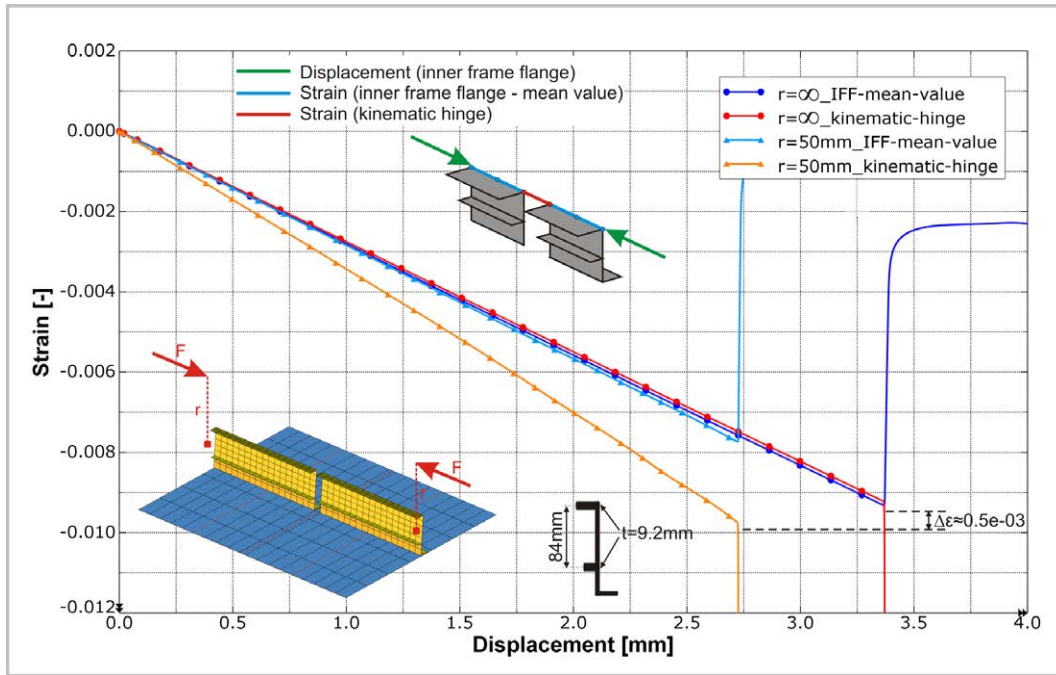 0.002
0.000
-0.002
-0.004
-0.006
-0.008
-0.010
-0.012
Strain [-]
Displacement (inner frame flange)
Strain (inner frame flange - mean value)
Strain (kinematic hinge)
r=∞_IFF-mean-value
r=∞_kinematic-hinge
r=50mm_IFF-mean-value
r=50mm_kinematic-hinge
F
r
F
r
84mm
t=9.2mm
Δε≈0.5e-03
0.0 0.5 1.0 1.5 2.0 2.5 3.0 3.5 4.0
Displacement [mm]